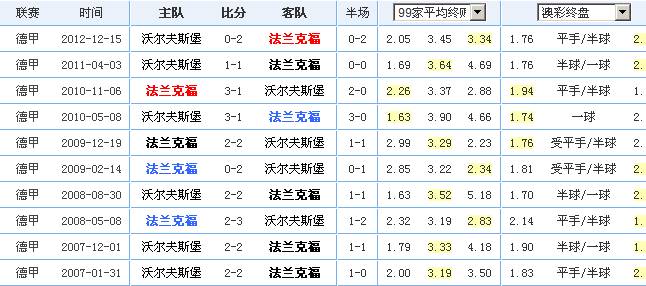 联赛 时间 主队 比分 客队 半场 99家平均终 澳彩终盘
德甲 2012-12-15 沃尔夫斯堡 0-2 法兰克福 0-2 2.05 3.45 3.34 1.76 平手/半球 2.
德甲 2011-04-03 沃尔夫斯堡 1-1 法兰克福 0-0 1.69 3.64 4.69 1.76 半球/一球 2.
德甲 2010-11-06 法兰克福 3-1 沃尔夫斯堡 2-0 2.26 3.37 2.88 1.94 平手/半球 1.
德甲 2010-05-08 沃尔夫斯堡 3-1 法兰克福 3-0 1.63 3.90 4.66 1.74 一球 2.
德甲 2009-12-19 法兰克福 2-2 沃尔夫斯堡 1-1 2.99 3.29 2.23 1.76 受平手/半球 2.
德甲 2009-02-14 法兰克福 0-2 沃尔夫斯堡 0-1 2.85 3.22 2.34 1.81 受平手/半球 2.
德甲 2008-08-30 沃尔夫斯堡 2-2 法兰克福 1-1 1.63 3.52 5.18 1.70 半球/一球 2.
德甲 2008-05-08 法兰克福 2-3 沃尔夫斯堡 1-2 2.32 3.19 2.83 2.14 平手/半球 1.
德甲 2007-12-01 沃尔夫斯堡 2-2 法兰克福 1-1 1.79 3.33 4.18 1.90 半球/一球 1.
德甲 2007-01-31 沃尔夫斯堡 2-2 法兰克福 1-0 2.00 3.19 3.50 1.83 平手/半球 2.